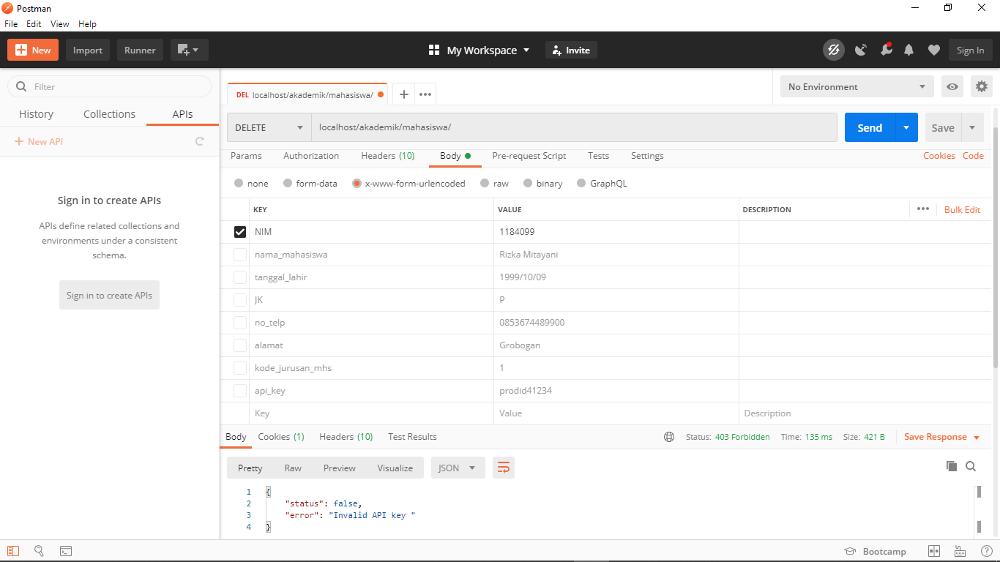 Postman
File Edit View Help
New Import Runner My Workspace Invite Sign In
Filter
History Collections APIs
New API
Sign in to create APIs
APIs define related collections and
environments under a consistent
schema.
Sign in to create APIs
DEL localhost/akademik/mahasiswa/
No Environment
DELETE localhost/akademik/mahasiswa/ Send Save
Params Authorization Headers (10) Body Pre-request Script Tests Settings Cookies Code
none form-data x-www-form-urlencoded raw binary GraphQL
KEY VALUE DESCRIPTION Bulk Edit
NIM 1184099
nama_mahasiswa Rizka Mitayani
tanggal_lahir 1999/10/09
JK P
no_telp 0853674489900
alamat Grobogan
kode_jurusan_mhs 1
api_key prodid41234
Key Value Description
Body Cookies (1) Headers (10) Test Results Status: 403 Forbidden Time: 135 ms Size: 421 B Save Response
Pretty Raw Preview Visualize JSON
1 {
2 "status": false,
3 "error": "Invalid API key "
4 }
Bootcamp